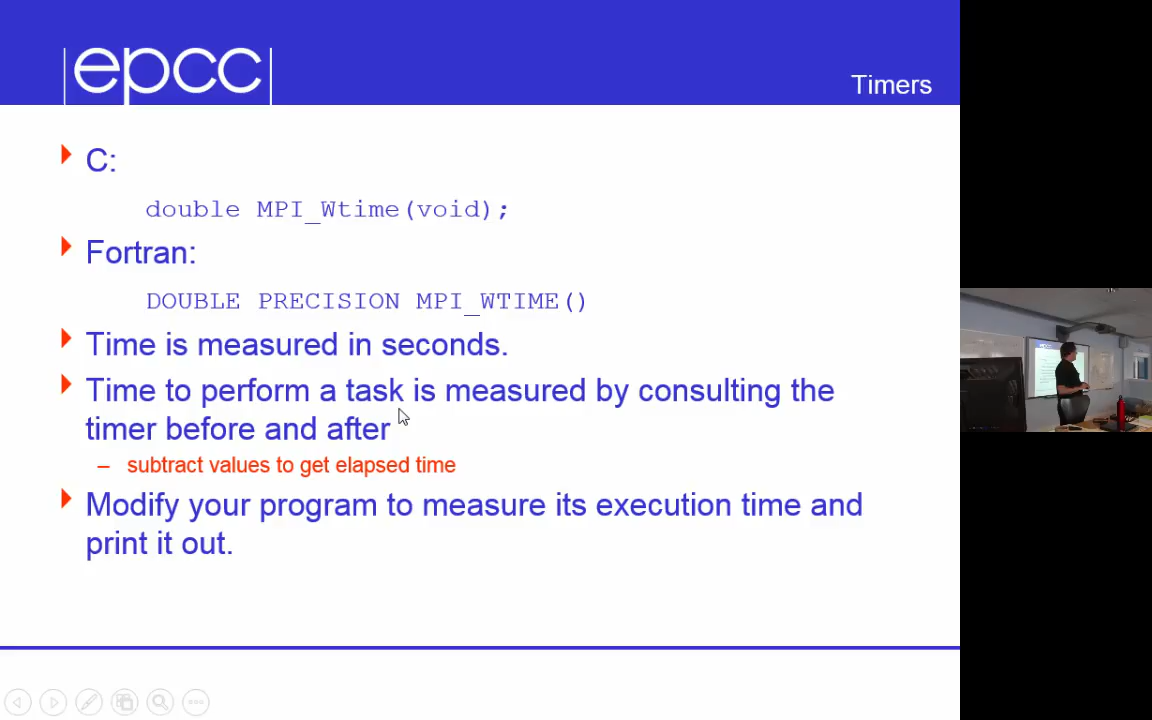 epcc
Timers
C:
double MPI_Wtime(void);
Fortran:
DOUBLE PRECISION MPI_WTIME()
Time is measured in seconds.
Time to perform a task is measured by consulting the
timer before and after
– subtract values to get elapsed time
Modify your program to measure its execution time and
print it out.
epcc